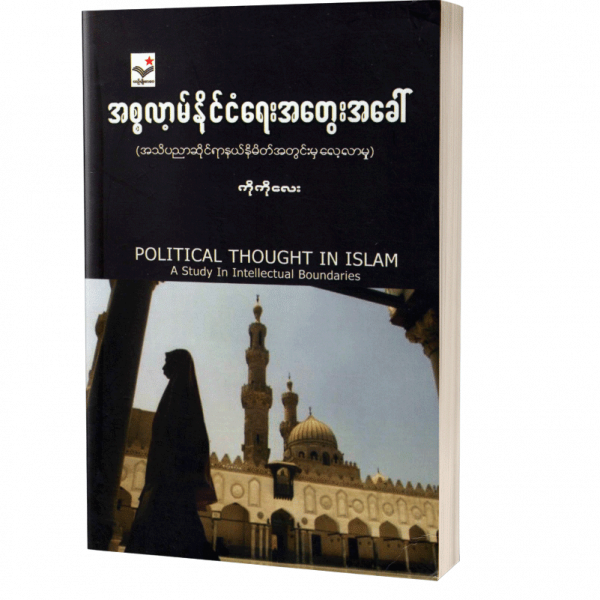 အစ္စလာ့မ်နိုင်ငံရေးအတွေးအခေါ်
(အသိပညာဆိုင်ရာနယ်နိမိတ်အတွင်းမှ လေ့လာမှု)
ကိုကိုလေး
POLITICAL THOUGHT IN ISLAM
A Study In Intellectual Boundaries